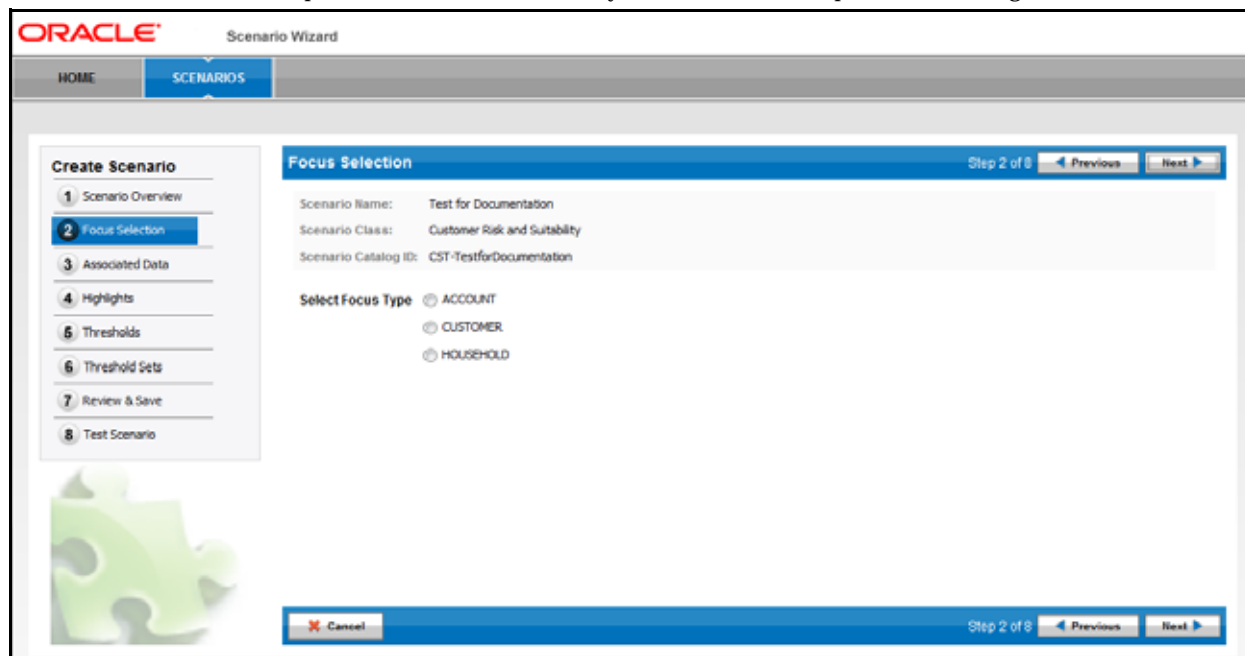 ORACLE Scenario Wizard
HOME SCENARIOS
Create Scenario
1 Scenario Overview
2 Focus Selection
3 Associated Data
4 Highlights
5 Thresholds
6 Threshold Sets
7 Review & Save
8 Test Scenario
Focus Selection Step 2 of 8 Previous Next
Scenario Name: Test for Documentation
Scenario Class: Customer Risk and Suitability
Scenario Catalog ID: CST-TestforDocumentation
Select Focus Type ACCOUNT
CUSTOMER
HOUSEHOLD
Cancel Step 2 of 8 Previous Next